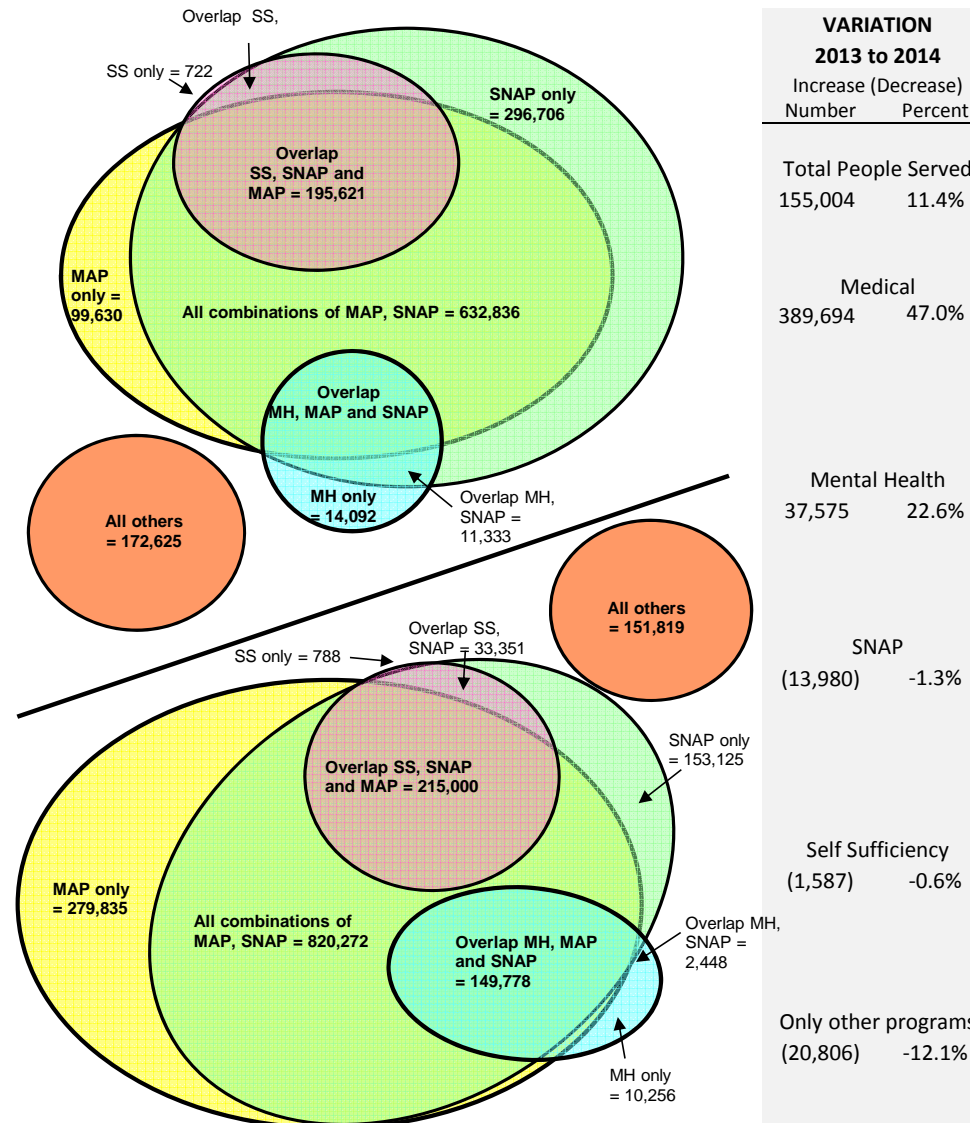 Overlap SS,
SS only = 722
SNAP only
= 296,706
Overlap
SS, SNAP and
MAP = 195,621
MAP
only =
99,630
All combinations of MAP, SNAP = 632,836
Overlap
MH, MAP and SNAP
MH only
= 14,092
Overlap MH,
SNAP =
11,333
All others
= 172,625
All others
= 151,819
Overlap SS,
SNAP = 33,351
SS only = 788
SNAP only
= 153,125
Overlap SS, SNAP
and MAP = 215,000
MAP only
= 279,835
All combinations of
MAP, SNAP = 820,272
Overlap MH, MAP
and SNAP
= 149,778
Overlap MH,
SNAP =
2,448
MH only
= 10,256
VARIATION
2013 to 2014
Increase (Decrease)
Number Percent
Total People Served
155,004 11.4%
Medical
389,694 47.0%
Mental Health
37,575 22.6%
SNAP
(13,980) -1.3%
Self Sufficiency
(1,587) -0.6%
Only other programs
(20,806) -12.1%